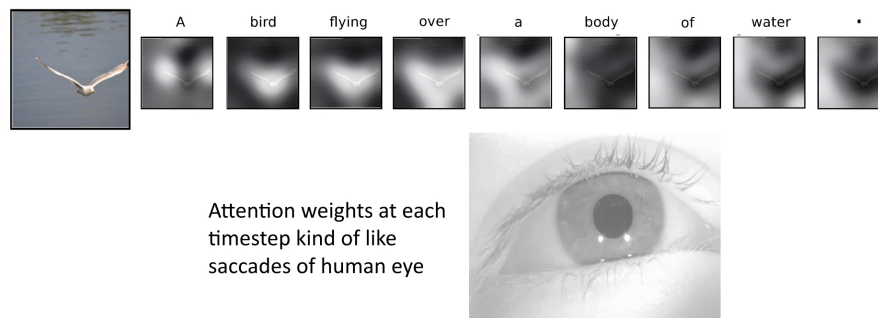 A bird flying over a body of water .
Attention weights at each
timestep kind of like
saccades of human eye